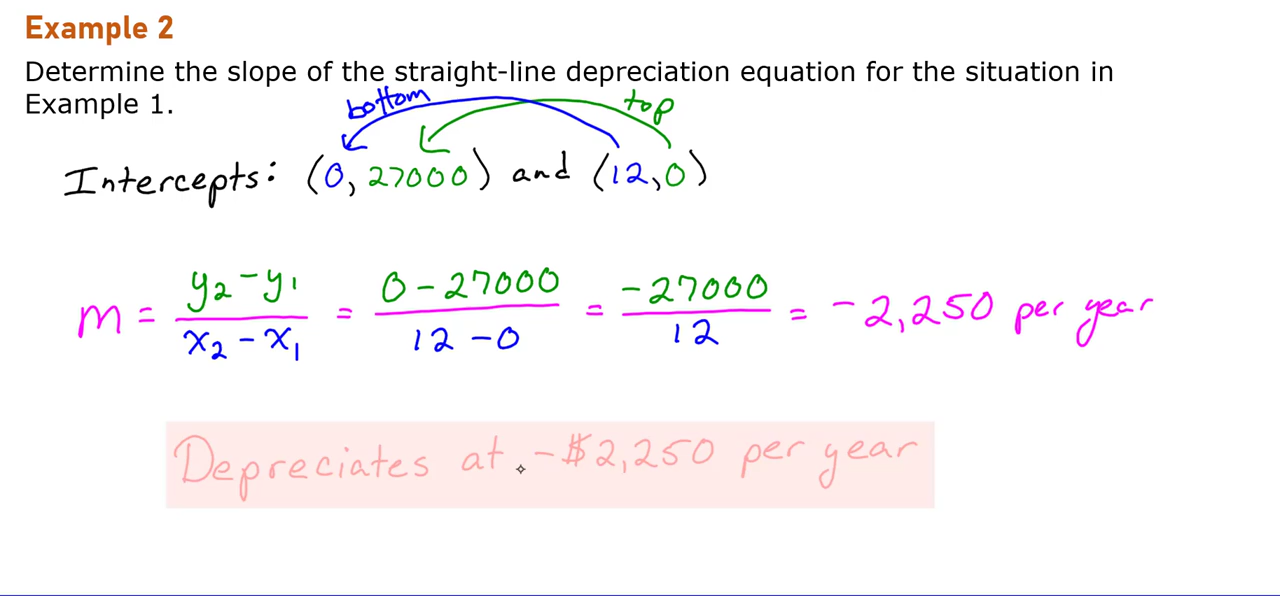 Example 2
Determine the slope of the straight-line depreciation equation for the situation in
Example 1.
bottom top
Intercepts: (0, 27000) and (12,0)
m = y₂ - y₁ / x₂ - x₁ = 0 - 27000 / 12 - 0 = -27000 / 12 = -2,250 per year
Depreciates at -$2,250 per year